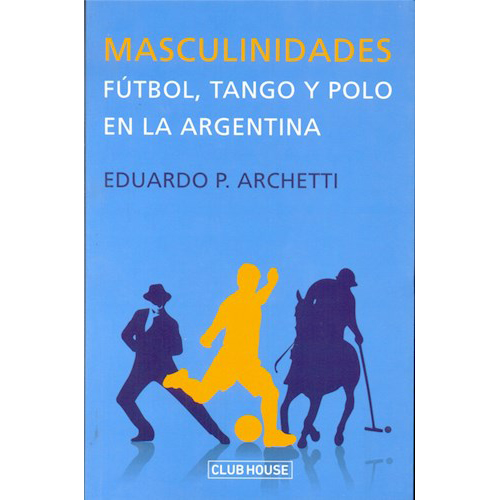 MASCULINIDADES
FÚTBOL, TANGO Y POLO
EN LA ARGENTINA
EDUARDO P. ARCHETTI
CLUB HOUSE